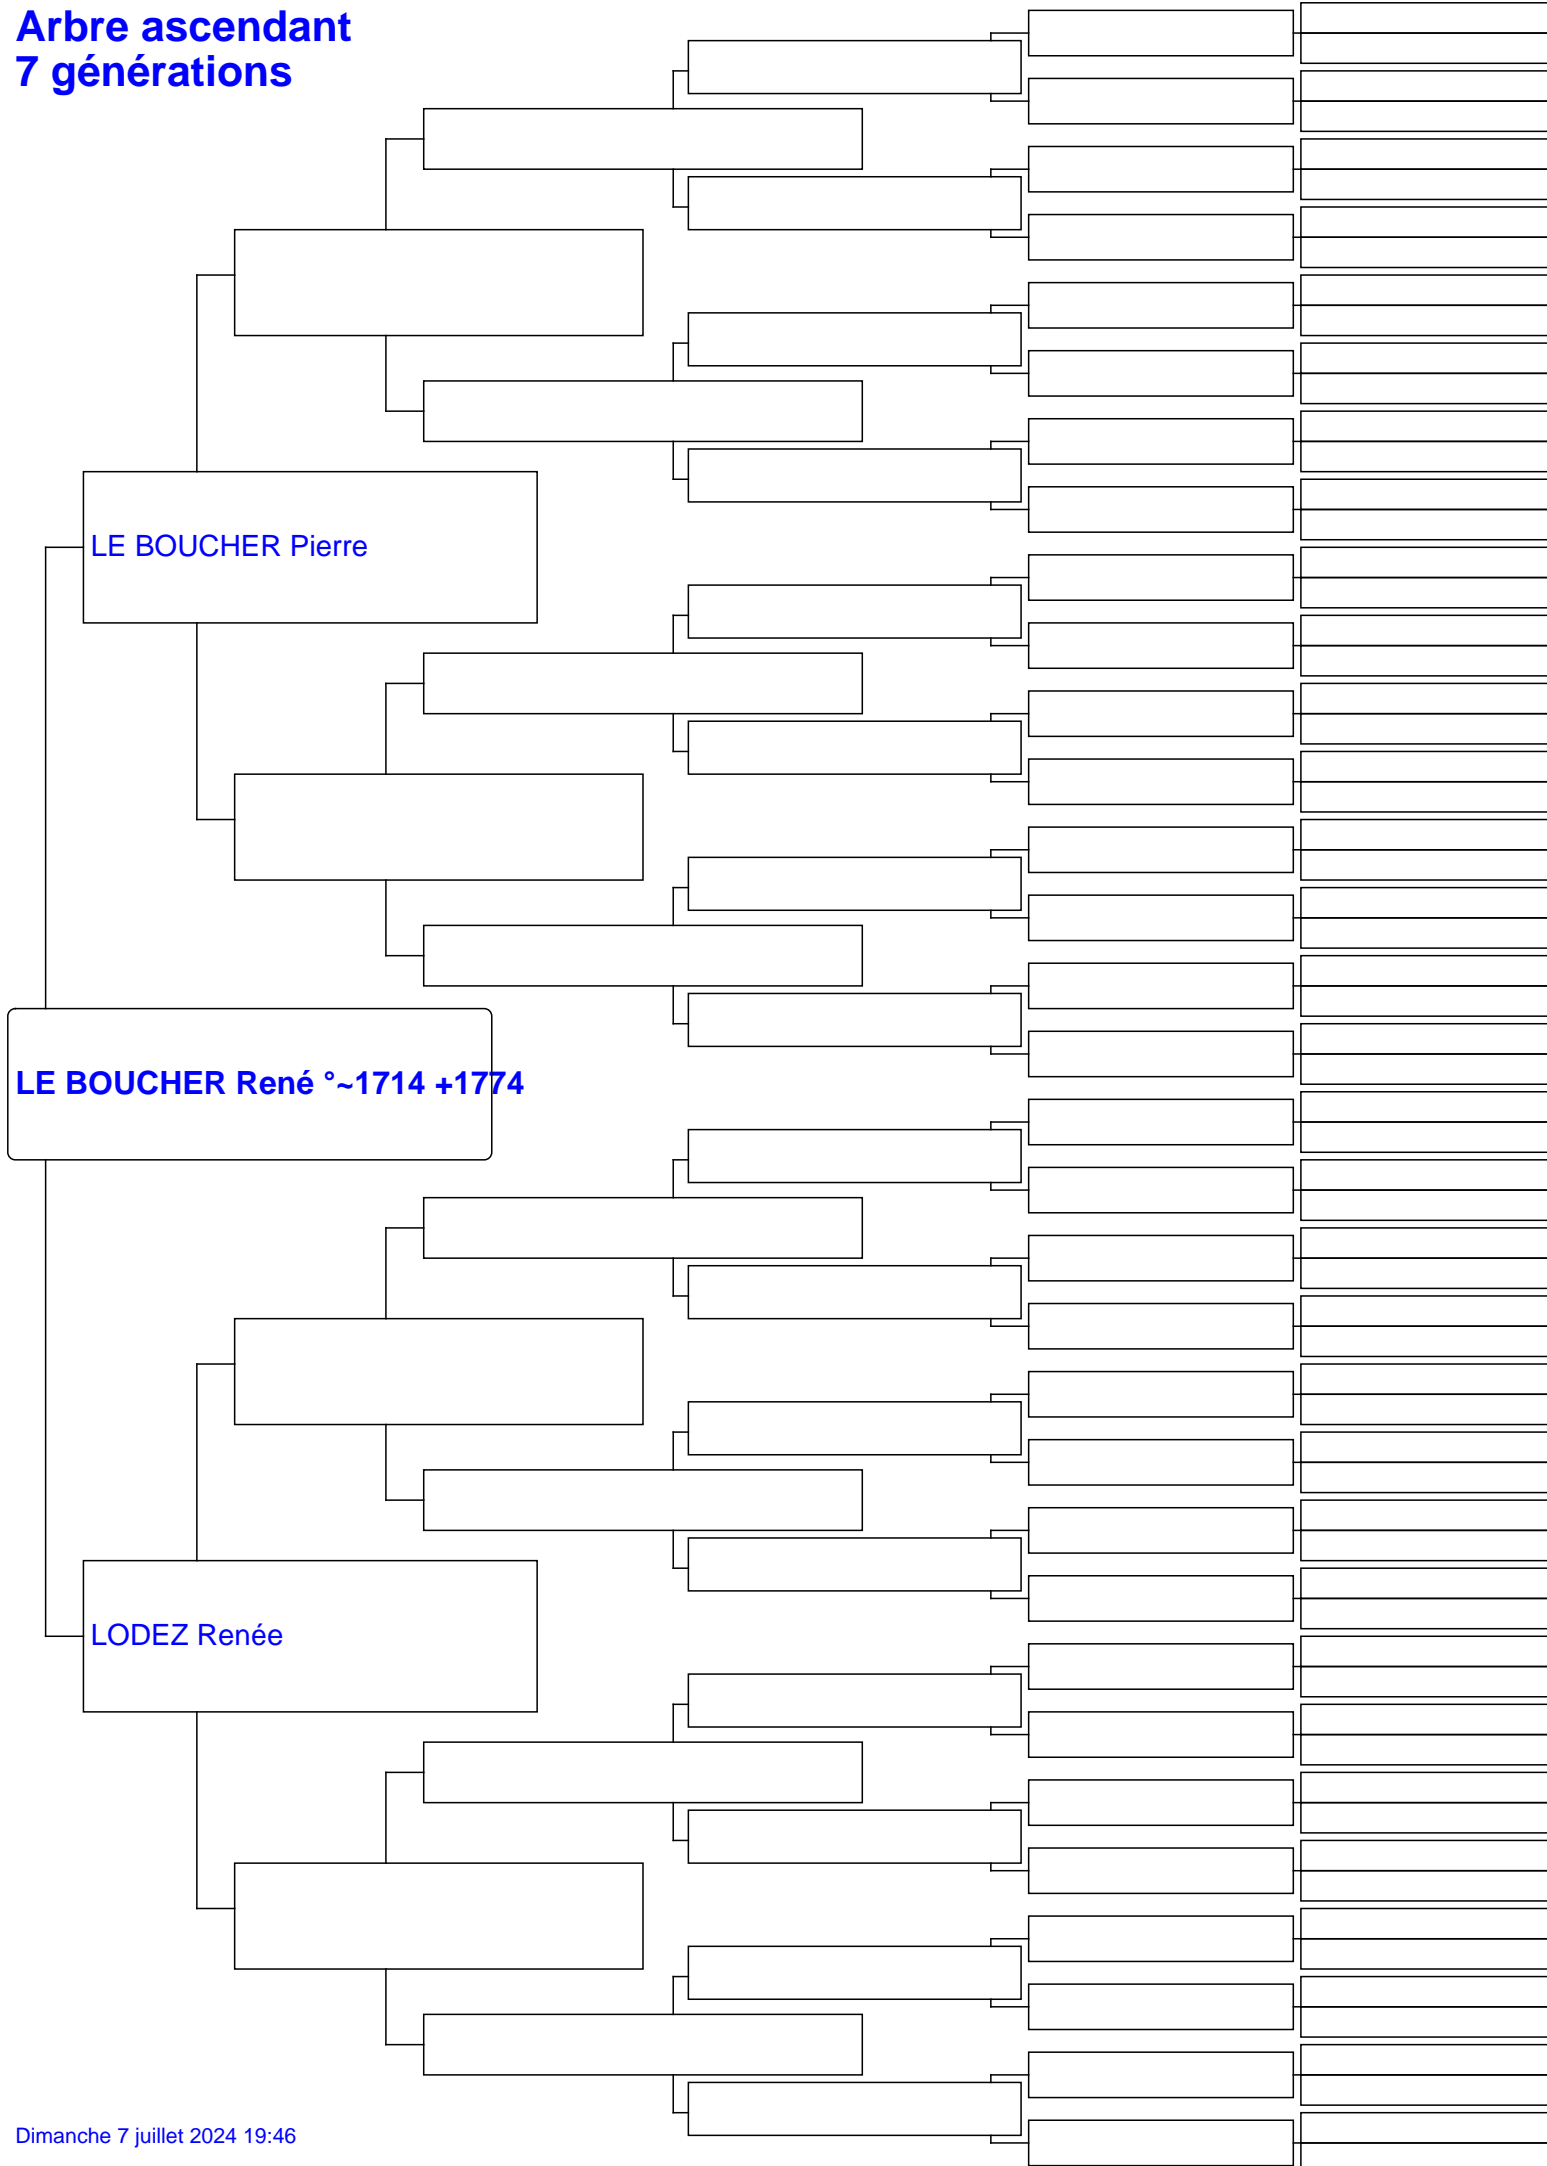 Arbre ascendant
7 générations
LE BOUCHER Pierre
LE BOUCHER René °~1714 +1774
LODEZ Renée
Dimanche 7 juillet 2024 19:46